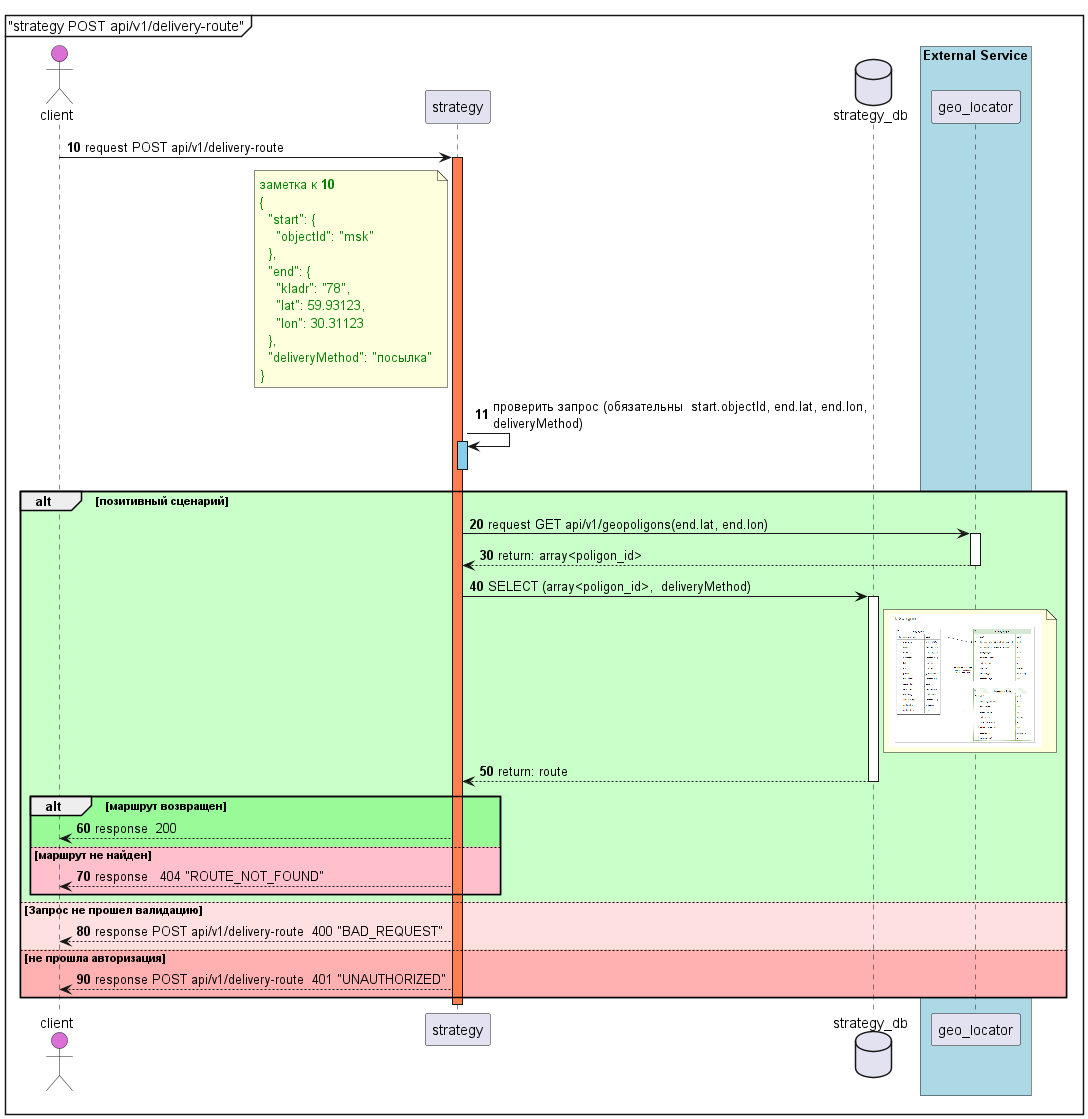 "strategy POST api/v1/delivery-route"
External Service
client
strategy
strategy_db
geo_locator
10 request POST api/v1/delivery-route
заметка к 10
{
"start": {
"objectId": "msk"
},
"end": {
"kladr": "78",
"lat": 59.93123,
"lon": 30.31123
},
"deliveryMethod": "посылка"
}
11 проверить запрос (обязательны start.objectId, end.lat, end.lon,
deliveryMethod)
alt [позитивный сценарий]
20 request GET api/v1/geopoligons(end.lat, end.lon)
30 return: array<poligon_id>
40 SELECT (array<poligon_id>, deliveryMethod)
50 return: route
alt [маршрут возвращен]
60 response 200
[маршрут не найден]
70 response 404 "ROUTE_NOT_FOUND"
[Запрос не прошел валидацию]
80 response POST api/v1/delivery-route 400 "BAD_REQUEST"
[не прошла авторизация]
90 response POST api/v1/delivery-route 401 "UNAUTHORIZED"
client
strategy
strategy_db
geo_locator